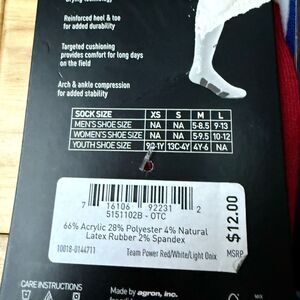 Drying technology
Reinforced heel & toe
for added durability
Targeted cushioning
provides comfort for long days
on the field
Arch & ankle compression
for added stability
SOCK SIZE XS S M L
MEN'S SHOE SIZE NA NA 5-8.5 9-13
WOMEN'S SHOE SIZE NA NA 5-9.5 10-12
YOUTH SHOE SIZE 9C-1Y 13C-4Y 4Y-6 NA
7 16106 92231 2
5151102B - OTC
66% Acrylic 28% Polyester 4% Natural
Latex Rubber 2% Spandex
10018-0144711 Team Power Red/White/Light Onix
$12.00
MSRP
CARE INSTRUCTIONS
Made by agron, inc.